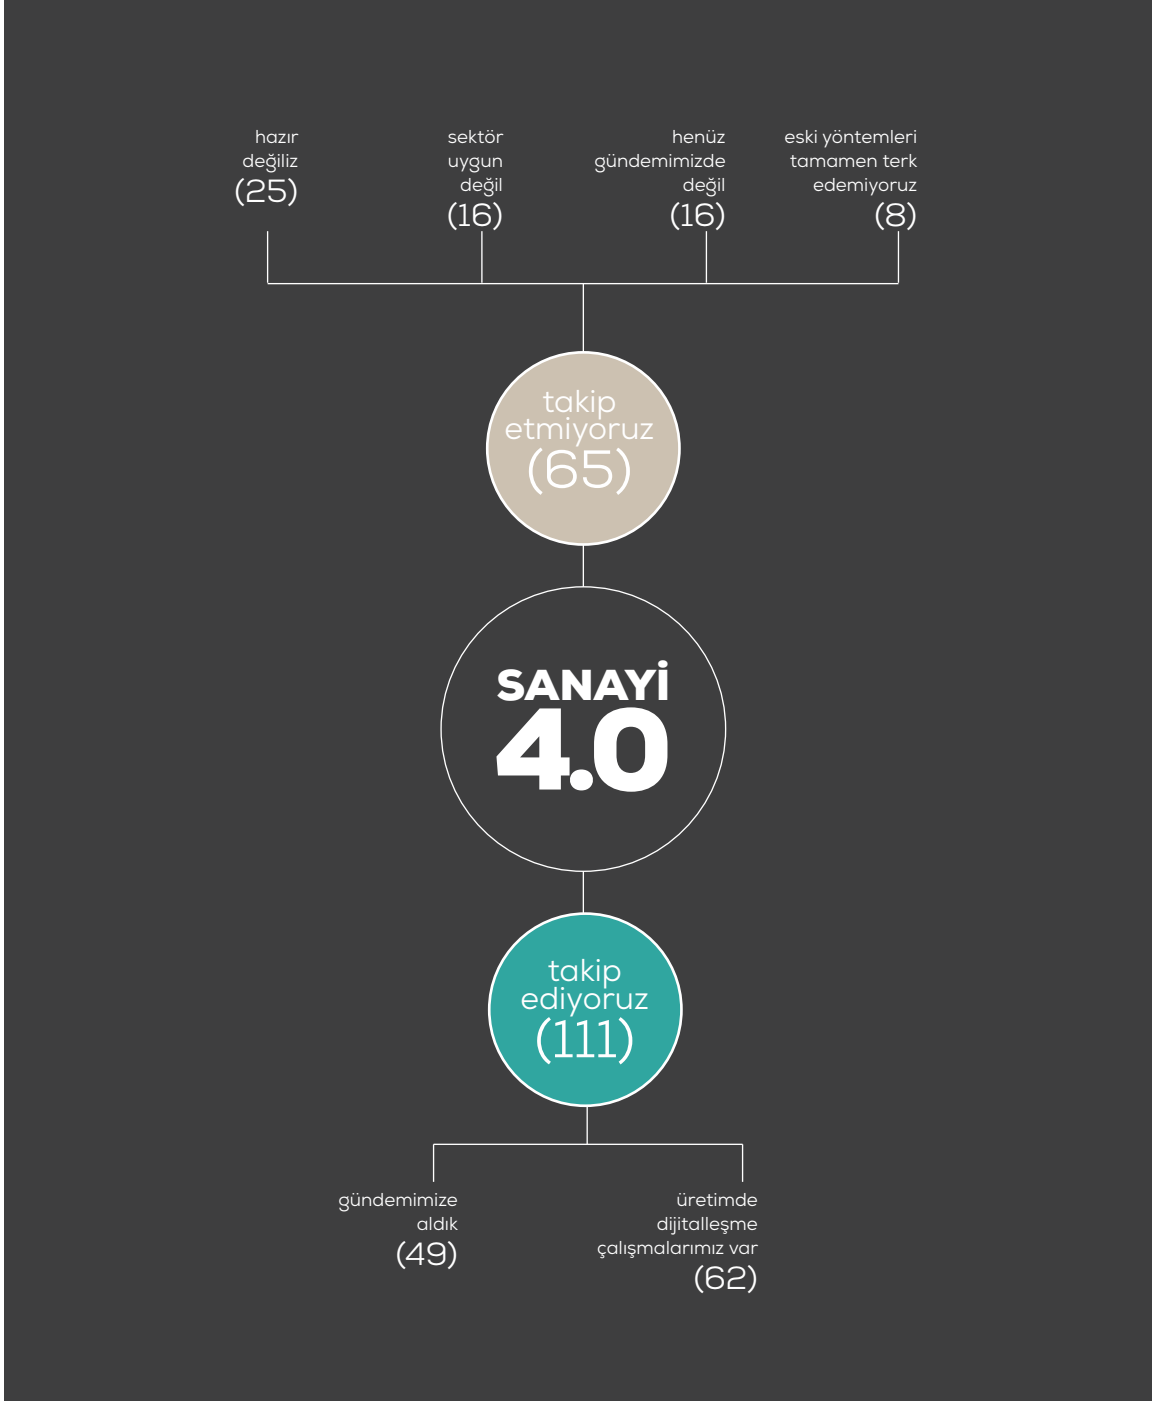 hazır
değiliz
(25)
sektör
uygun
değil
(16)
henüz
gündemimizde
değil
(16)
eski yöntemleri
tamamen terk
edemiyoruz
(8)
takip
etmiyoruz
(65)
SANAYİ
4.0
takip
ediyoruz
(111)
gündemimize
aldık
(49)
üretimde
dijitalleşme
çalışmalarımız var
(62)